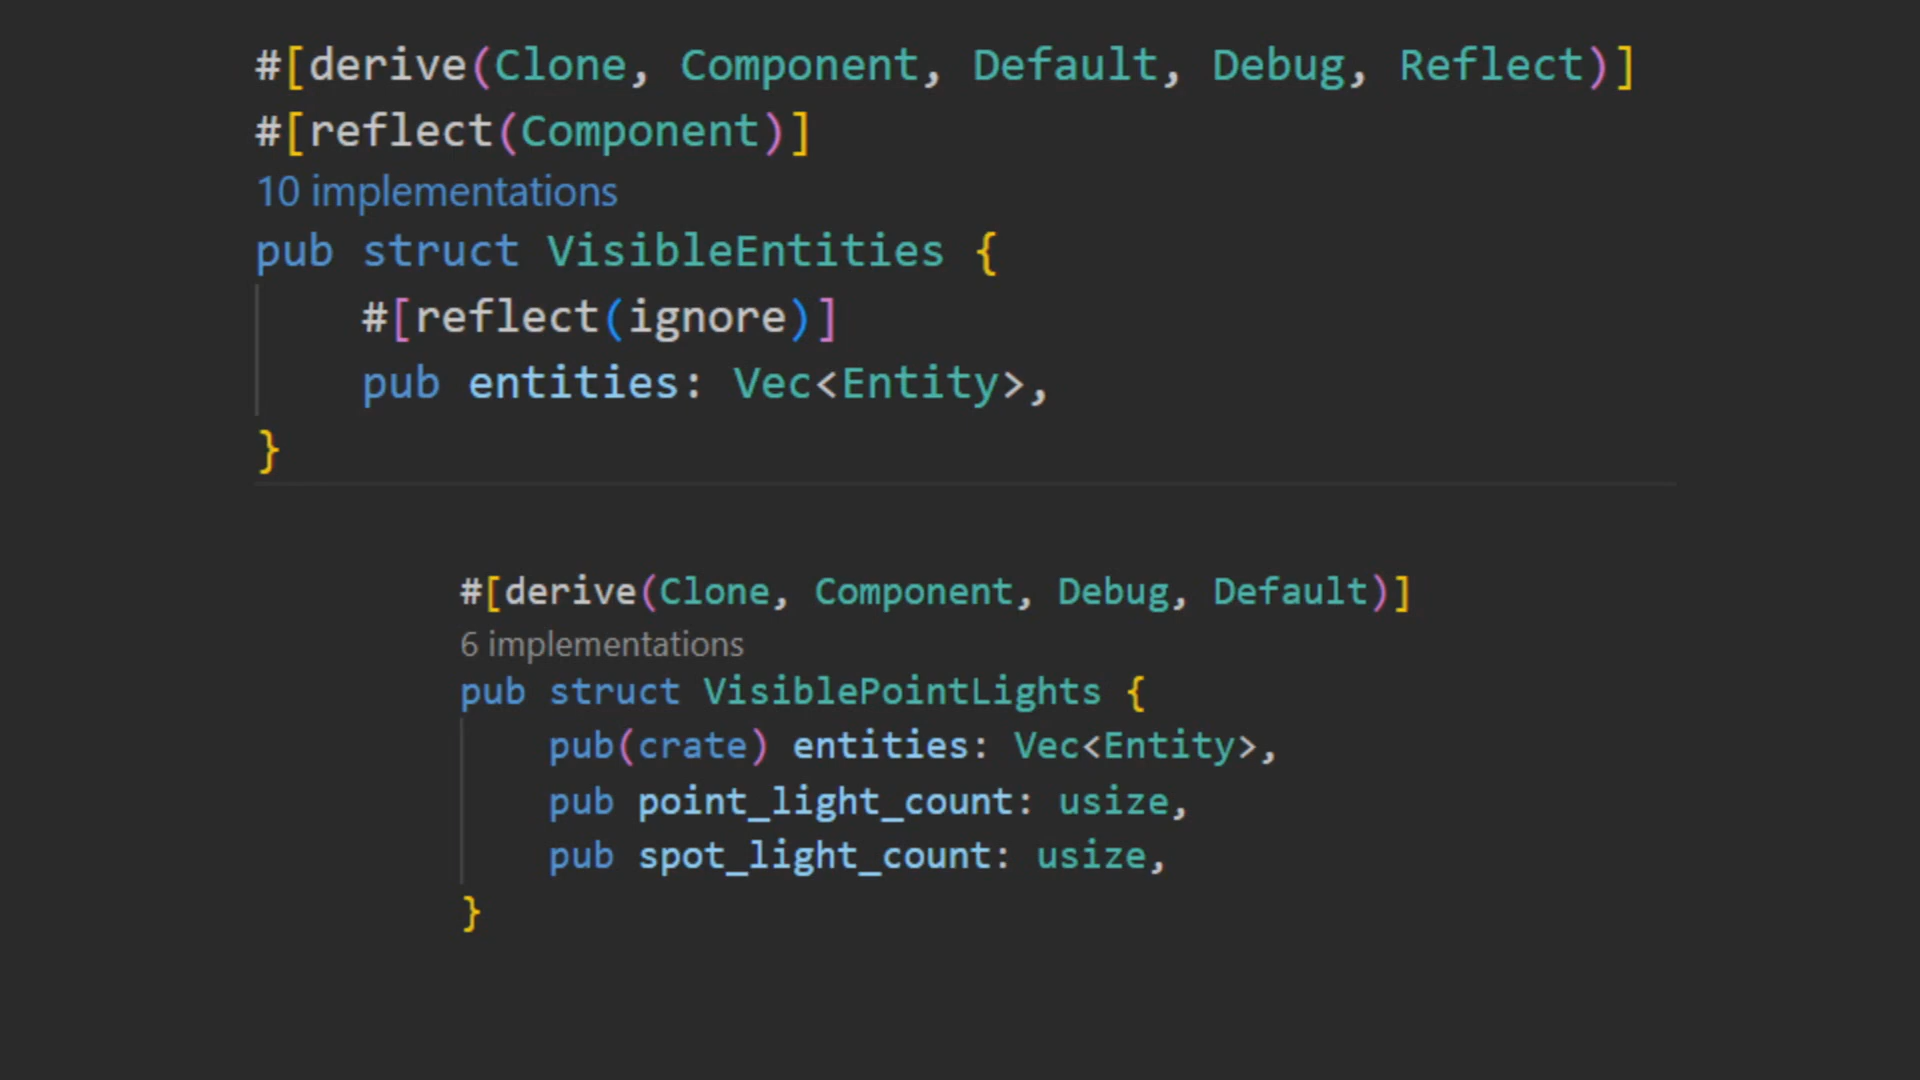 #[derive(Clone, Component, Default, Debug, Reflect)]
#[reflect(Component)]
10 implementations
pub struct VisibleEntities {
    #[reflect(ignore)]
    pub entities: Vec<Entity>,
}
#[derive(Clone, Component, Debug, Default)]
6 implementations
pub struct VisiblePointLights {
    pub(crate) entities: Vec<Entity>,
    pub point_light_count: usize,
    pub spot_light_count: usize,
}